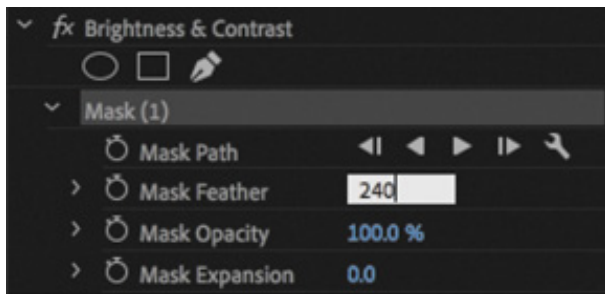 fx Brightness & Contrast
Mask (1)
Mask Path
Mask Feather 240
Mask Opacity 100.0 %
Mask Expansion 0.0